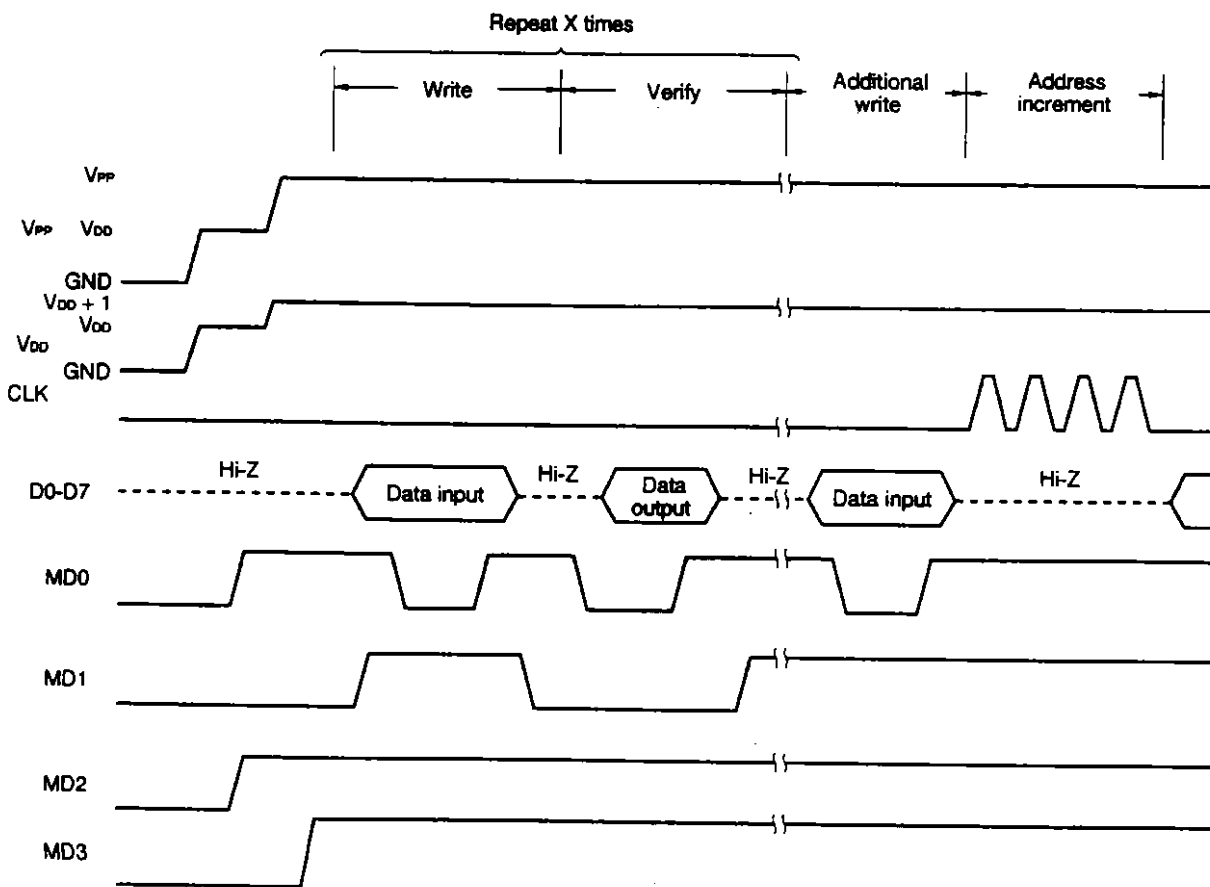 Repeat X times
Write
Verify
Additional
write
Address
increment
VPP
VPP VDD
GND
VDD + 1
VDD
VDD
GND
CLK
D0-D7
Hi-Z
Data input
Hi-Z
Data
output
Hi-Z
Data input
Hi-Z
MD0
MD1
MD2
MD3